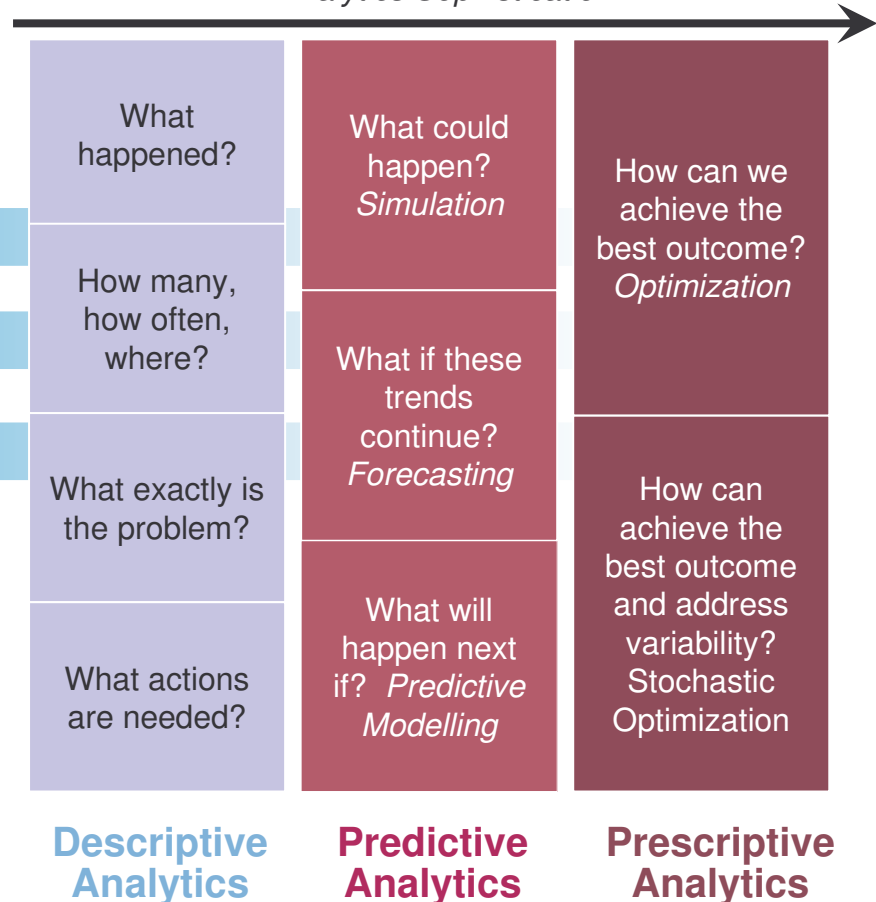 What
happened?
How many,
how often,
where?
What exactly is
the problem?
What actions
are needed?
Descriptive
Analytics
What could
happen?
Simulation
What if these
trends
continue?
Forecasting
What will
happen next
if? Predictive
Modelling
Predictive
Analytics
How can we
achieve the
best outcome?
Optimization
How can
achieve the
best outcome
and address
variability?
Stochastic
Optimization
Prescriptive
Analytics